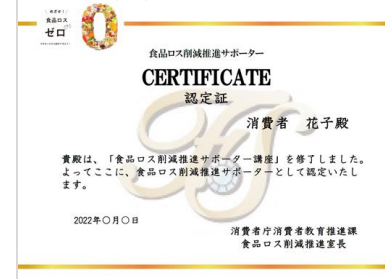 めざせ！
食品ロス
ゼロ
食品ロス削減推進サポーター
CERTIFICATE
認定証
消費者 花子殿
貴殿は、「食品ロス削減推進サポーター講座」を修了しました。
よってここに、食品ロス削減推進サポーターとして認定いたし
ます。
2022年〇月〇日
消費者庁消費者教育推進課
食品ロス削減推進室長